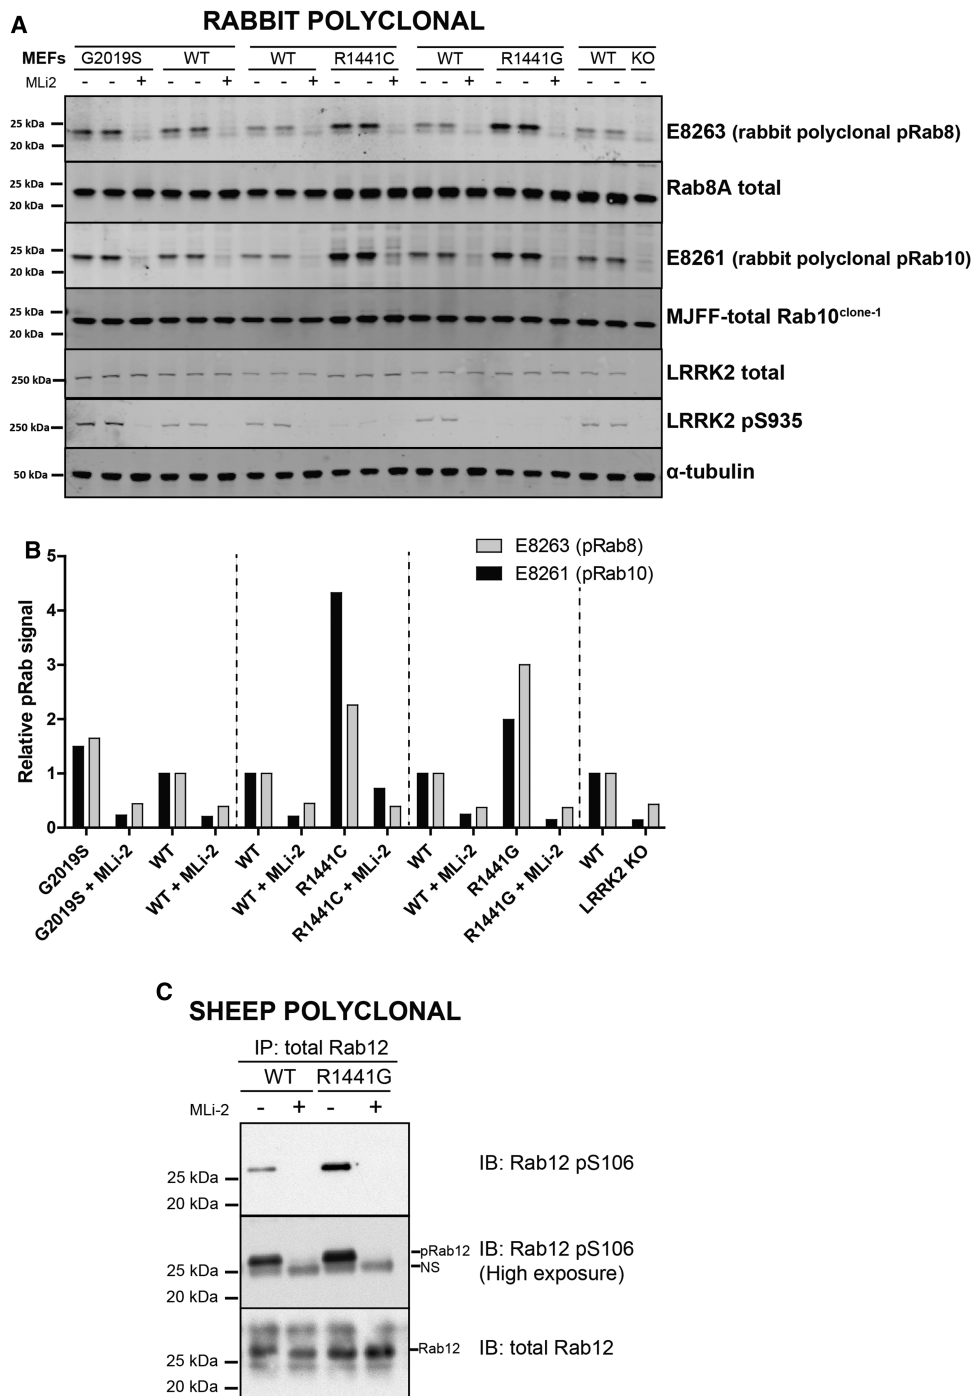 A
RABBIT POLYCLONAL
MEFs G2019S WT WT R1441C WT R1441G WT KO
MLi2 - - + - - + - - + - - + - - + - - + - - -
25 kDa
20 kDa
E8263 (rabbit polyclonal pRab8)
25 kDa
20 kDa
Rab8A total
25 kDa
20 kDa
E8261 (rabbit polyclonal pRab10)
25 kDa
20 kDa
MJFF-total Rab10clone-1
250 kDa
LRRK2 total
250 kDa
LRRK2 pS935
50 kDa
α-tubulin
B
E8263 (pRab8)
E8261 (pRab10)
Relative pRab signal
5
4
3
2
1
0
G2019S
G2019S + MLi-2
WT
WT + MLi-2
WT
WT + MLi-2
R1441C
R1441C + MLi-2
WT
WT + MLi-2
R1441G
R1441G + MLi-2
WT
LRRK2 KO
C
SHEEP POLYCLONAL
IP: total Rab12
WT R1441G
MLi-2 - + - +
25 kDa
20 kDa
IB: Rab12 pS106
pRab12
NS
25 kDa
20 kDa
IB: Rab12 pS106
(High exposure)
Rab12
25 kDa
20 kDa
IB: total Rab12